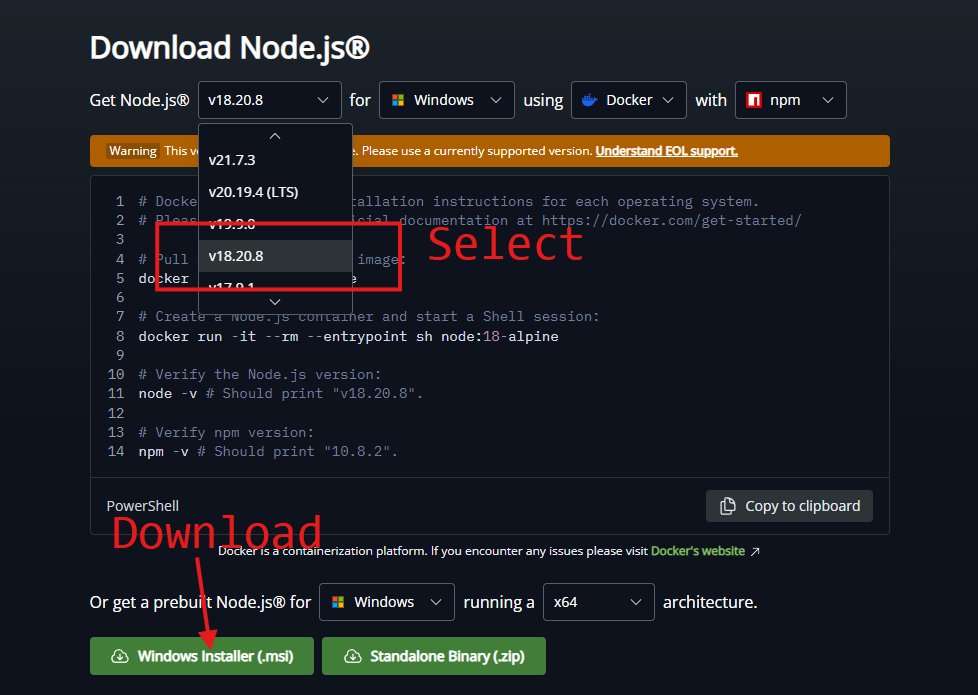 Download Node.js®
Get Node.js® v18.20.8 for Windows using Docker with npm
Warning This v e. Please use a currently supported version. Understand EOL support.
v21.7.3
v20.19.4 (LTS)
v19.9.0
v18.20.8
v17.9.1
Select
1 # Docke tallation instructions for each operating system.
2 # Pleas icial documentation at https://docker.com/get-started/
3
4 # Pull image:
5 docker e
6
7 # Create a Node.js container and start a Shell session:
8 docker run -it --rm --entrypoint sh node:18-alpine
9
10 # Verify the Node.js version:
11 node -v # Should print "v18.20.8".
12
13 # Verify npm version:
14 npm -v # Should print "10.8.2".
PowerShell
Copy to clipboard
Download
Docker is a containerization platform. If you encounter any issues please visit Docker's website
Or get a prebuilt Node.js® for Windows running a x64 architecture.
Windows Installer (.msi)
Standalone Binary (.zip)